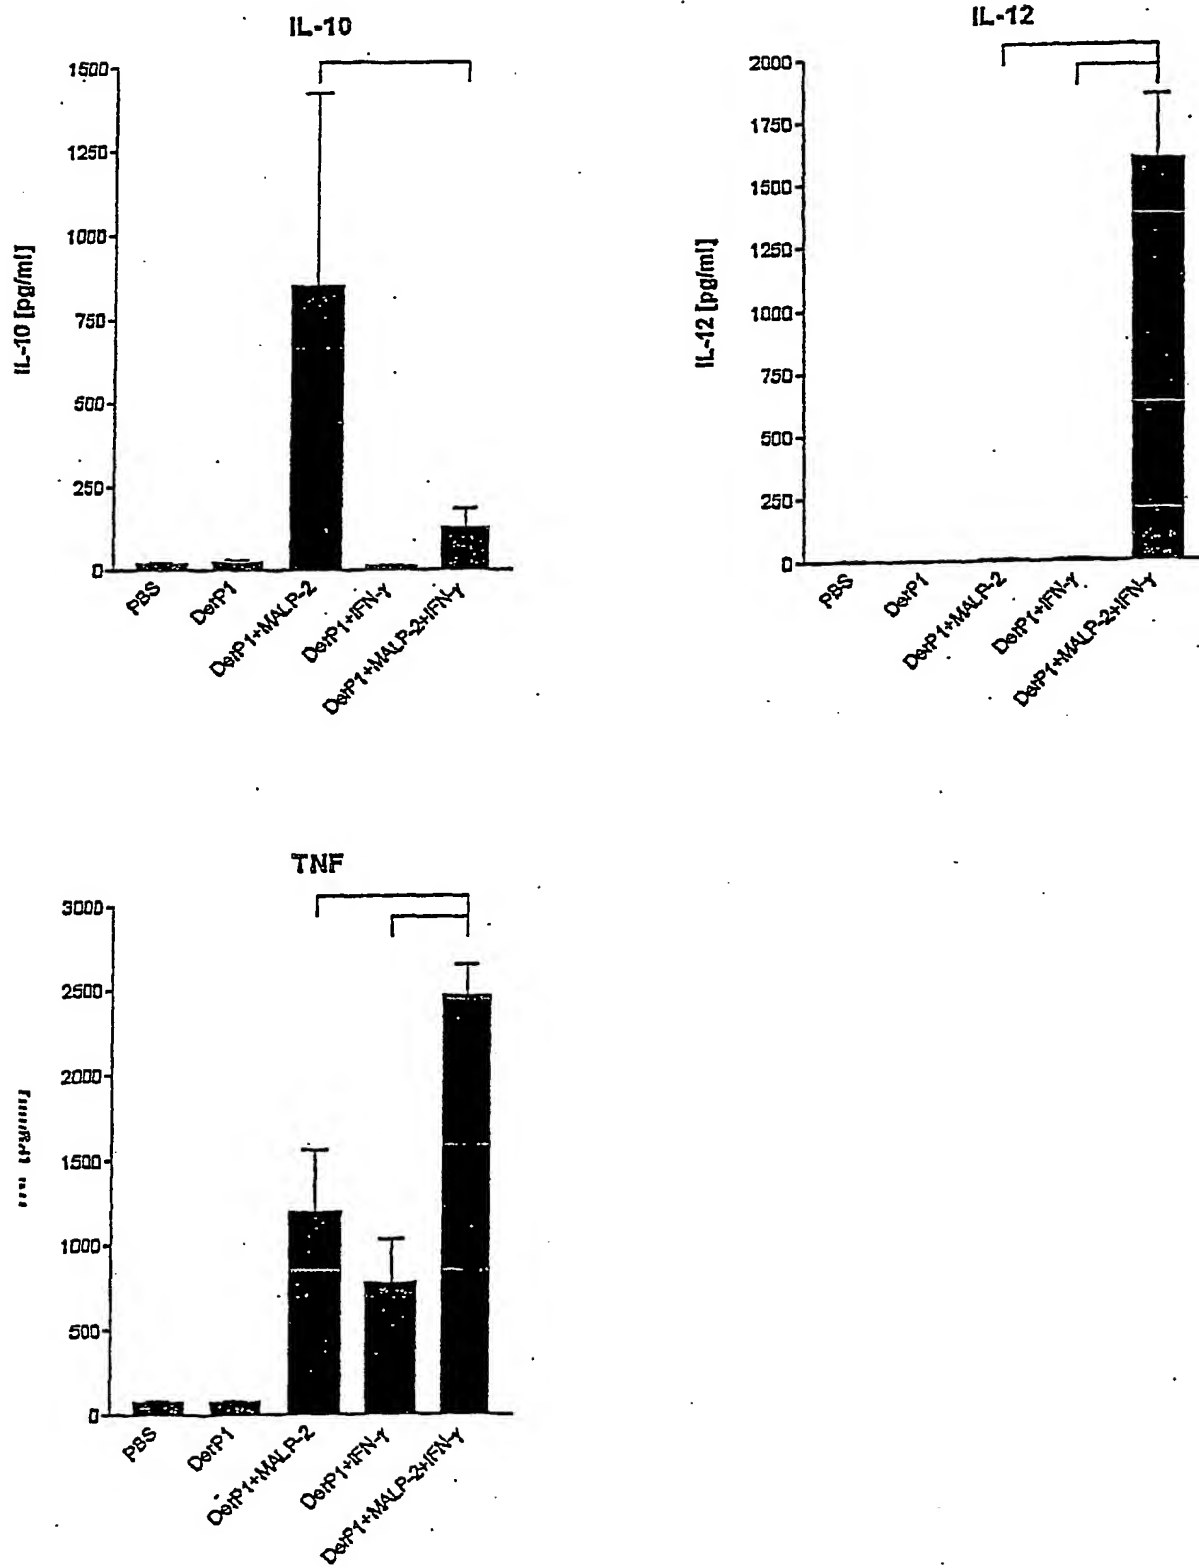 IL-10
1500
1250
1000
750
500
250
0
IL-10 [pg/ml]
PBS
DerP1
DerP1+MALP-2
DerP1+IFN-γ
DerP1+MALP-2+IFN-γ
IL-12
2000
1750
1500
1250
1000
750
500
250
0
IL-12 [pg/ml]
PBS
DerP1
DerP1+MALP-2
DerP1+IFN-γ
DerP1+MALP-2+IFN-γ
TNF
3000
2500
2000
1500
1000
500
0
PBS
DerP1
DerP1+MALP-2
DerP1+IFN-γ
DerP1+MALP-2+IFN-γ